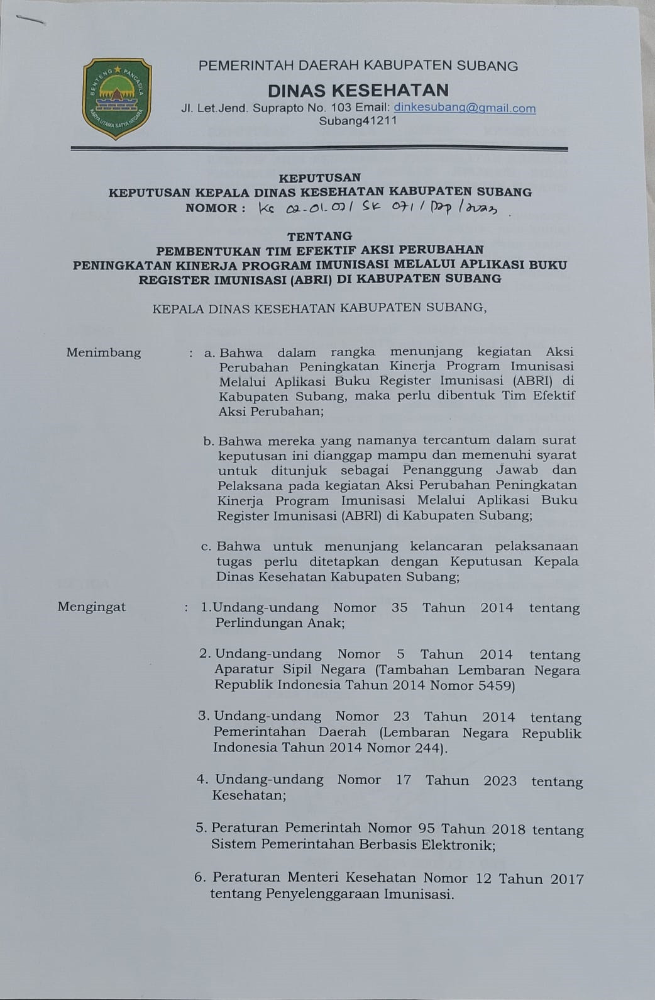 BENTENG PANCASILA
KARYA UTAMA SATYA NEGARA
PEMERINTAH DAERAH KABUPATEN SUBANG
DINAS KESEHATAN
Jl. Let.Jend. Suprapto No. 103 Email: dinkesubang@gmail.com
Subang41211
KEPUTUSAN
KEPUTUSAN KEPALA DINAS KESEHATAN KABUPATEN SUBANG
NOMOR : KS 02-01.02/ SK 071 /
TENTANG
PEMBENTUKAN TIM EFEKTIF AKSI PERUBAHAN
PENINGKATAN KINERJA PROGRAM IMUNISASI MELALUI APLIKASI BUKU
REGISTER IMUNISASI (ABRI) DI KABUPATEN SUBANG
KEPALA DINAS KESEHATAN KABUPATEN SUBANG,
Menimbang : a. Bahwa dalam rangka menunjang kegiatan Aksi
Perubahan Peningkatan Kinerja Program Imunisasi
Melalui Aplikasi Buku Register Imunisasi (ABRI) di
Kabupaten Subang, maka perlu dibentuk Tim Efektif
Aksi Perubahan;
b. Bahwa mereka yang namanya tercantum dalam surat
keputusan ini dianggap mampu dan memenuhi syarat
untuk ditunjuk sebagai Penanggung Jawab dan
Pelaksana pada kegiatan Aksi Perubahan Peningkatan
Kinerja Program Imunisasi Melalui Aplikasi Buku
Register Imunisasi (ABRI) di Kabupaten Subang;
c. Bahwa untuk menunjang kelancaran pelaksanaan
tugas perlu ditetapkan dengan Keputusan Kepala
Dinas Kesehatan Kabupaten Subang;
Mengingat : 1.Undang-undang Nomor 35 Tahun 2014 tentang
Perlindungan Anak;
2. Undang-undang Nomor 5 Tahun 2014 tentang
Aparatur Sipil Negara (Tambahan Lembaran Negara
Republik Indonesia Tahun 2014 Nomor 5459)
3. Undang-undang Nomor 23 Tahun 2014 tentang
Pemerintahan Daerah (Lembaran Negara Republik
Indonesia Tahun 2014 Nomor 244).
4. Undang-undang Nomor 17 Tahun 2023 tentang
Kesehatan;
5. Peraturan Pemerintah Nomor 95 Tahun 2018 tentang
Sistem Pemerintahan Berbasis Elektronik;
6. Peraturan Menteri Kesehatan Nomor 12 Tahun 2017
tentang Penyelenggaraan Imunisasi.